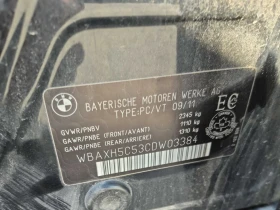 BAYERISCHE MOTOREN WERKE AG
TYPE:PC/VT 09/11
GVWR/PNBV 2345 kg
GAWR/PNBE (FRONT/AVANT) 1110 kg
GAWR/PNBE (REAR/ARRIERE) 1310 kg
WBAXH5C53CDW03384
EC